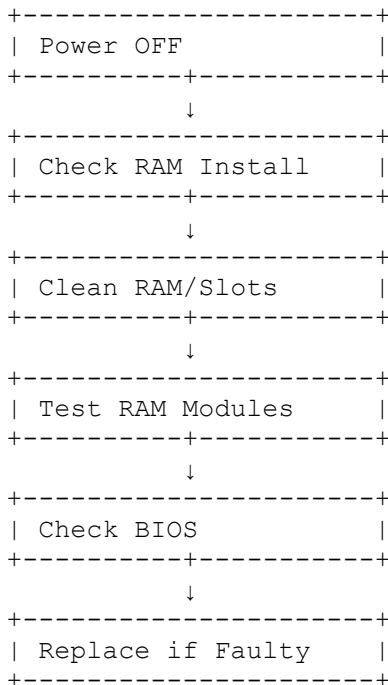 +-----------------------+
| Power OFF             |
+----------+-----------+
           ↓
+-----------------------+
| Check RAM Install     |
+----------+-----------+
           ↓
+-----------------------+
| Clean RAM/Slots       |
+----------+-----------+
           ↓
+-----------------------+
| Test RAM Modules      |
+----------+-----------+
           ↓
+-----------------------+
| Check BIOS            |
+----------+-----------+
           ↓
+-----------------------+
| Replace if Faulty     |
+-----------------------+